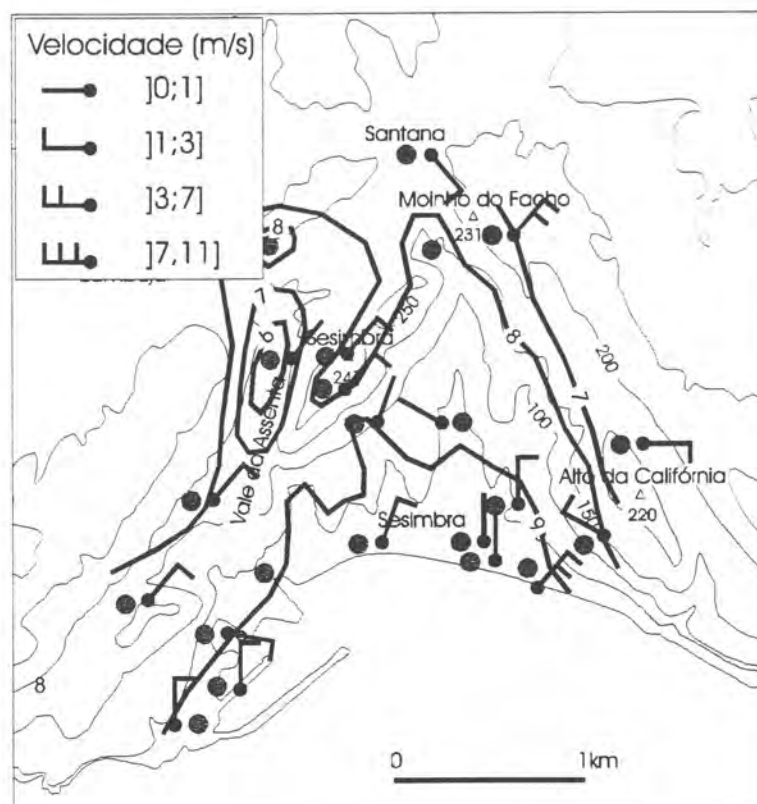 Velocidade (m/s)
]0;1]
]1;3]
]3;7]
]7;11]
Santana
Moinho do Facho
231
8
7
6
Sesimbra
250
8
200
7
100
Vale da Assenta
Alto da Califórnia
220
150
Sesimbra
9
8
0 1km